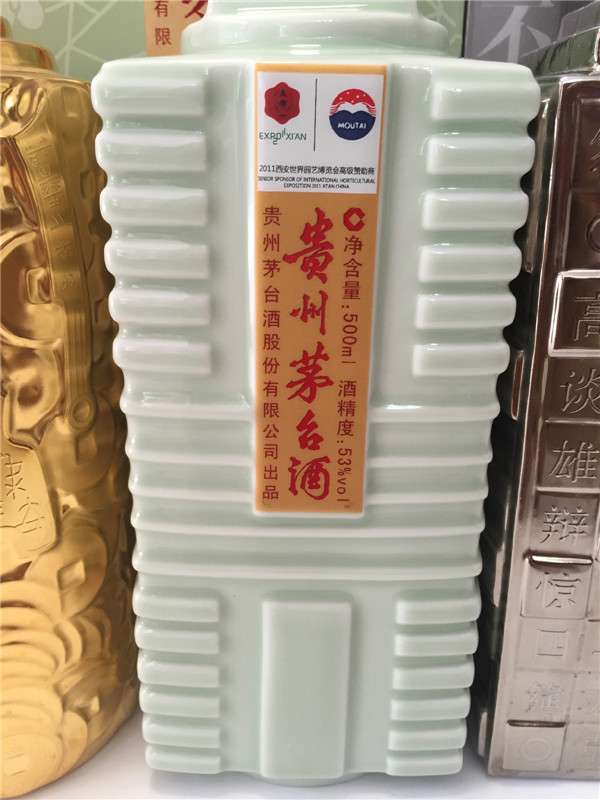 有限
EXPO XI'AN
MOUTAI
2011西安世界园艺博览会高级赞助商
SENIOR SPONSOR OF INTERNATIONAL HORTICULTURAL
EXPOSITION 2011 XI'AN CHINA
净含量:500ml 酒精度:53%vol
贵州茅台酒
贵州茅台酒股份有限公司出品
高
谈
雄
辩
惊